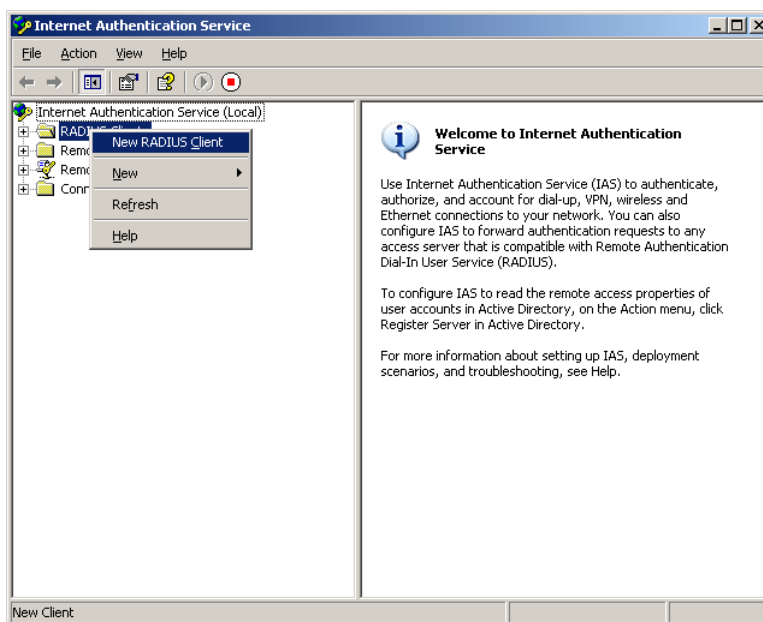 Internet Authentication Service
File Action View Help
Internet Authentication Service (Local)
RADIUS Clients
New RADIUS Client
New
Refresh
Help
Welcome to Internet Authentication
Service
Use Internet Authentication Service (IAS) to authenticate,
authorize, and account for dial-up, VPN, wireless and
Ethernet connections to your network. You can also
configure IAS to forward authentication requests to any
access server that is compatible with Remote Authentication
Dial-In User Service (RADIUS).
To configure IAS to read the remote access properties of
user accounts in Active Directory, on the Action menu, click
Register Server in Active Directory.
For more information about setting up IAS, deployment
scenarios, and troubleshooting, see Help.
New Client